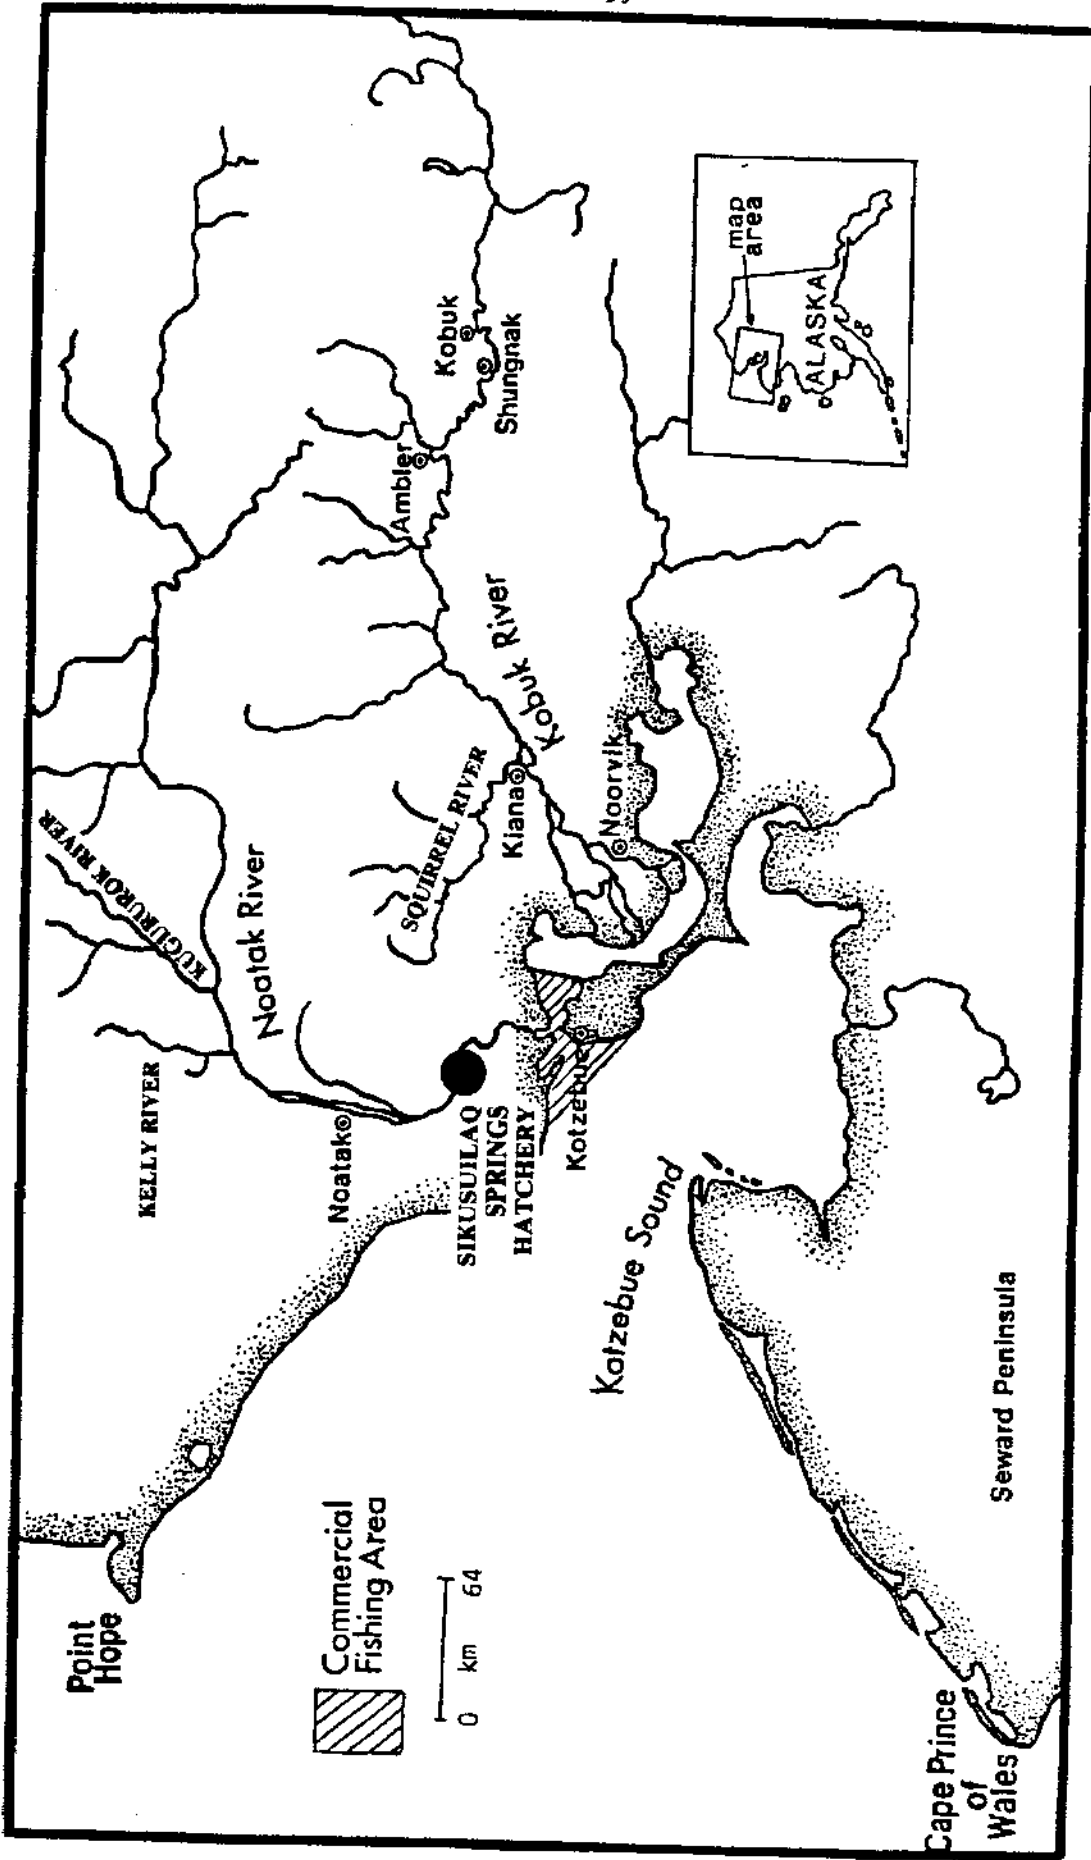 Point
Hope
Commercial
Fishing Area
0 km 64
Cape Prince
of
Wales
KELLY RIVER
KUGURUROK RIVER
Noatak River
Noatak
SIKUSUILAQ
SPRINGS
HATCHERY
SQUIRREL RIVER
Kiana
Kobuk River
Noorvik
Kotzebue
Kotzebue Sound
Seward Peninsula
Ambler
Kobuk
Shungnak
map
area
ALASKA